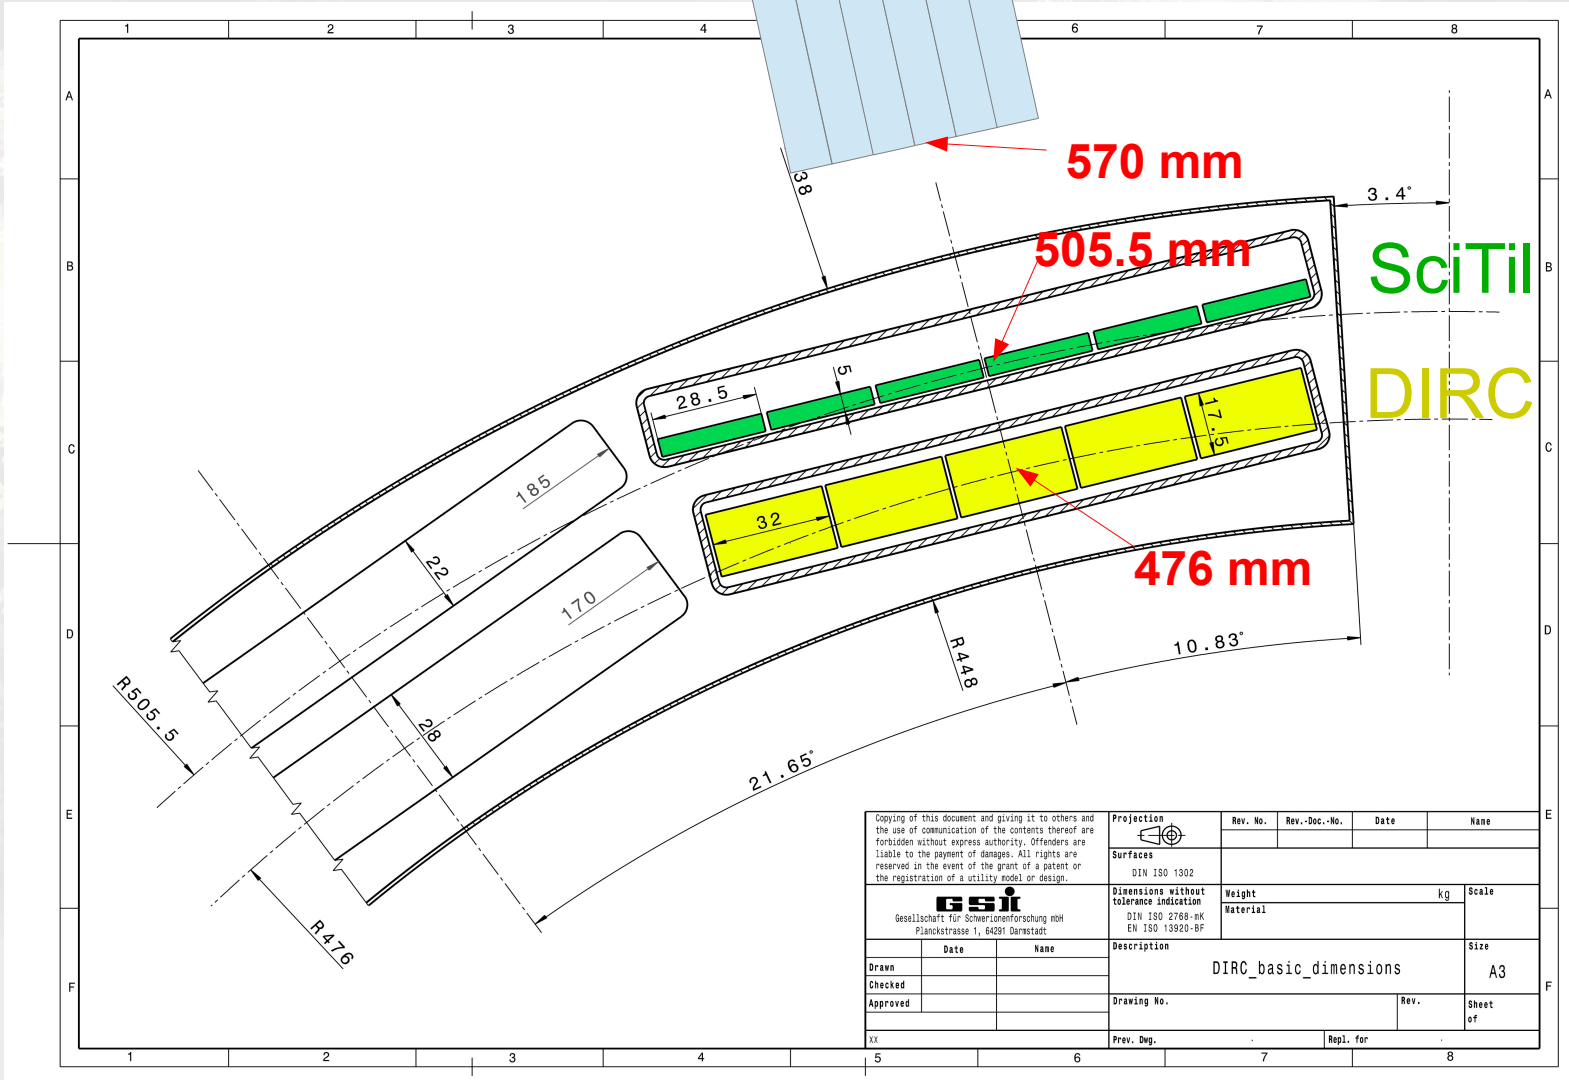 1 2 3 4 6 7 8
A A
570 mm
38
3.4°
505.5 mm
SciTil
B B
5
28.5
DIRC
17.5
C C
185
32
22
476 mm
170
D D
R448
10.83°
R505.5
28
21.65°
E E
R476
F F
Copying of this document and giving it to others and
the use of communication of the contents thereof are
forbidden without express authority. Offenders are
liable to the payment of damages. All rights are
reserved in the event of the grant of a patent or
the registration of a utility model or design.
Projection
Rev. No. Rev.-Doc.-No. Date Name
Surfaces
DIN ISO 1302
GSI
Gesellschaft für Schwerionenforschung mbH
Planckstrasse 1, 64291 Darmstadt
Dimensions without
tolerance indication
DIN ISO 2768-mK
EN ISO 13920-BF
Weight kg
Material
Scale
Date Name
Drawn
Checked
Approved
Description
DIRC_basic_dimensions
Size
A3
Drawing No.
Rev.
Sheet
of
XX
Prev. Dwg.
Repl. for
1 2 3 4 5 6 7 8